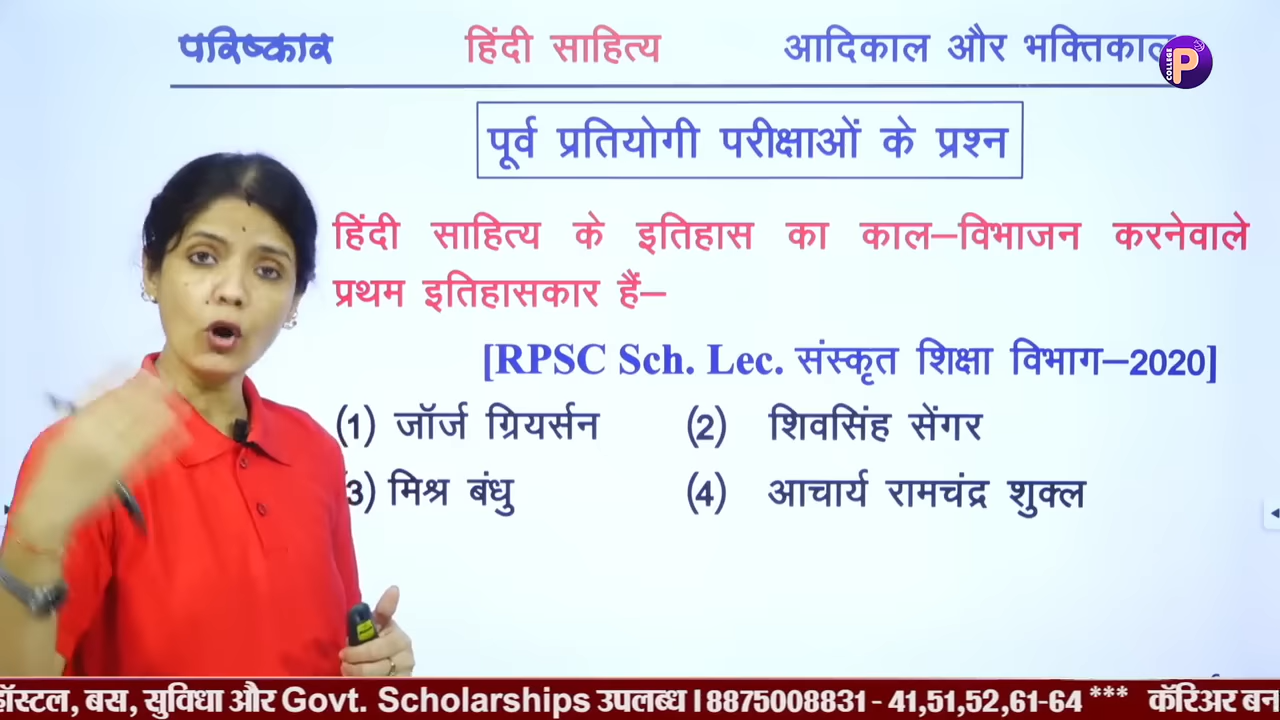 परिष्कार हिंदी साहित्य आदिकाल और भक्तिकाल
COLLEGE P
पूर्व प्रतियोगी परीक्षाओं के प्रश्न
हिंदी साहित्य के इतिहास का काल–विभाजन करनेवाले
प्रथम इतिहासकार हैं–
[RPSC Sch. Lec. संस्कृत शिक्षा विभाग–2020]
(1) जॉर्ज ग्रियर्सन (2) शिवसिंह सेंगर
3) मिश्र बंधु (4) आचार्य रामचंद्र शुक्ल
हॉस्टल, बस, सुविधा और Govt. Scholarships उपलब्ध । 8875008831 - 41,51,52,61-64 *** कॅरिअर बन